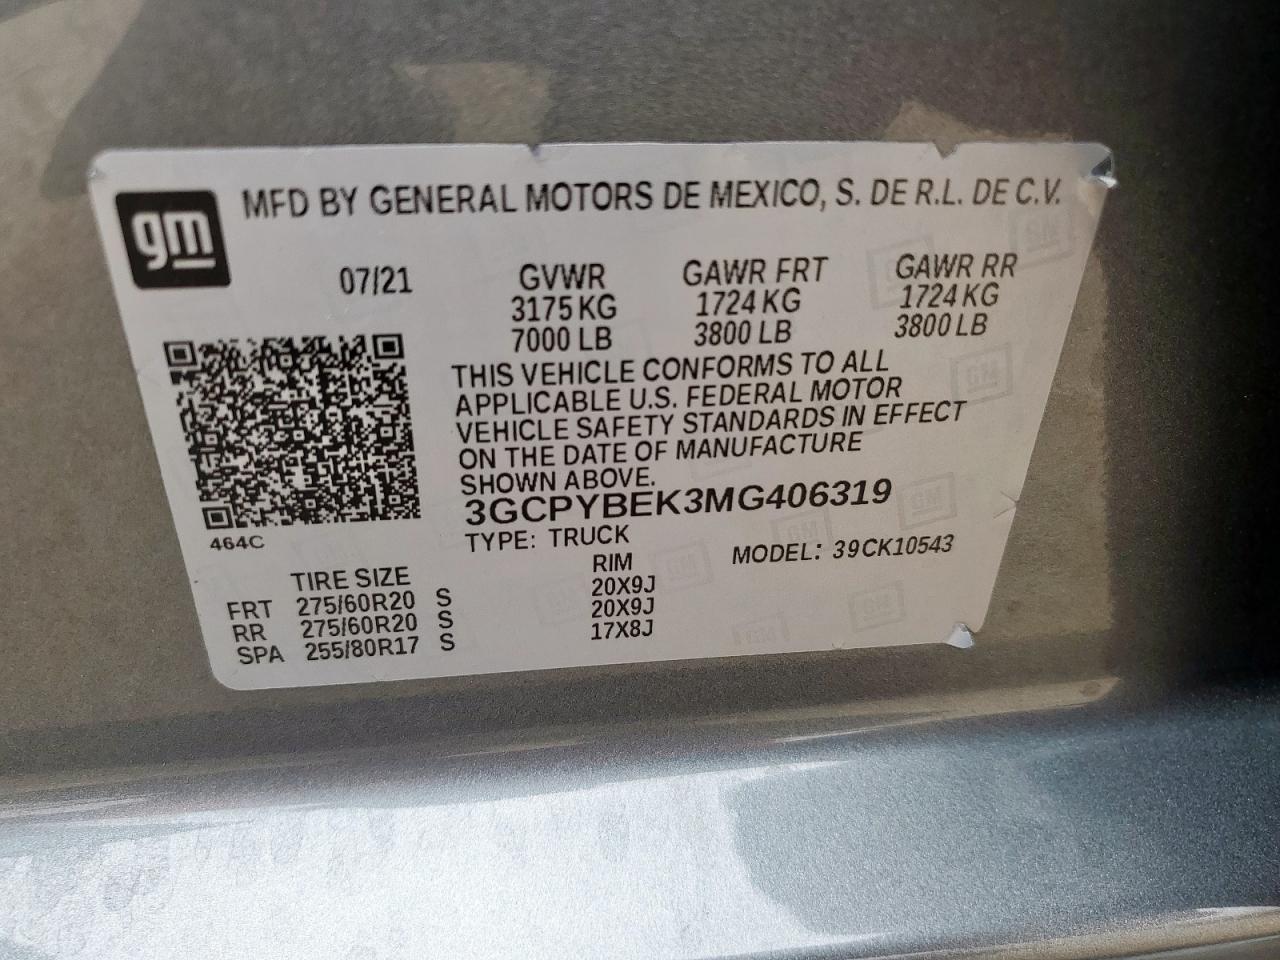 gm
MFD BY GENERAL MOTORS DE MEXICO, S. DE R.L. DE C.V.
07/21 GVWR GAWR FRT GAWR RR
3175 KG 1724 KG 1724 KG
7000 LB 3800 LB 3800 LB
THIS VEHICLE CONFORMS TO ALL
APPLICABLE U.S. FEDERAL MOTOR
VEHICLE SAFETY STANDARDS IN EFFECT
ON THE DATE OF MANUFACTURE
SHOWN ABOVE.
3GCPYBEK3MG406319
464C
TYPE: TRUCK MODEL: 39CK10543
TIRE SIZE RIM
FRT 275/60R20 S 20X9J
RR 275/60R20 S 20X9J
SPA 255/80R17 S 17X8J